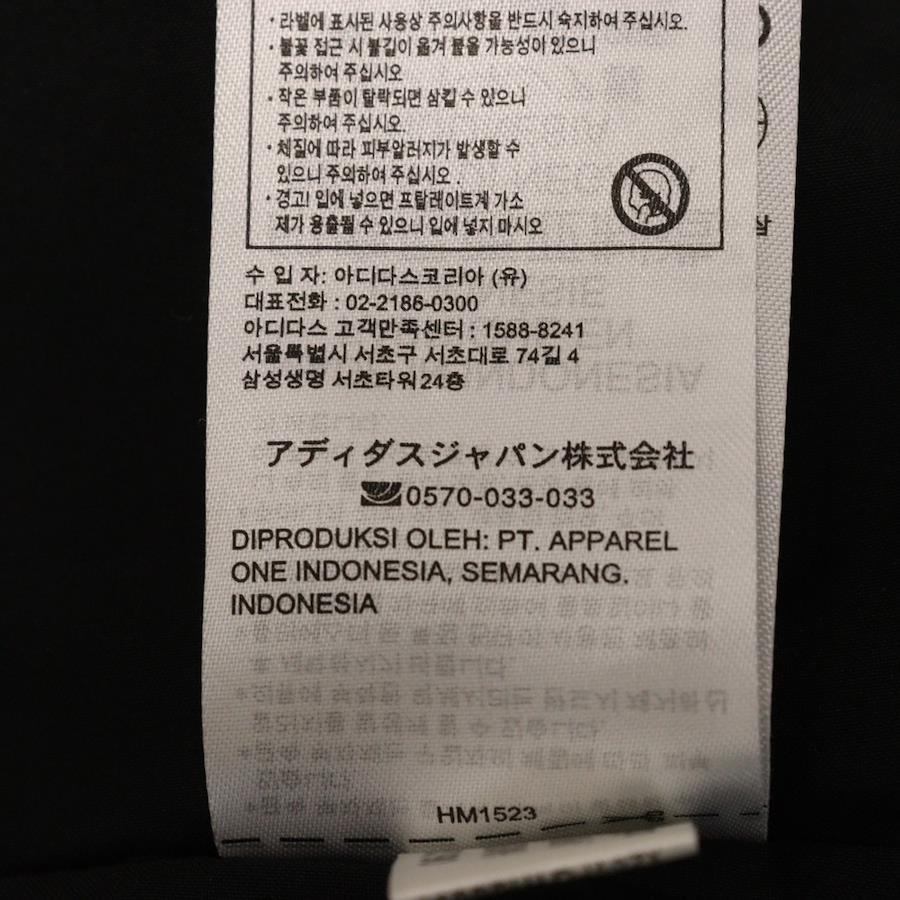 • 라벨에 표시된 사용상 주의사항을 반드시 숙지하여 주십시오.
• 불꽃 접근 시 불길이 옮겨 붙을 가능성이 있으니
주의하여 주십시오
• 작은 부품이 탈락되면 삼킬 수 있으니
주의하여 주십시오.
• 체질에 따라 피부알러지가 발생할 수
있으니 주의하여 주십시오 .
• 경고! 입에 넣으면 프탈레이트계 가소
제가 용출될 수 있으니 입에 넣지 마시오
수 입 자: 아디다스코리아 (유)
대표전화 : 02-2186-0300
아디다스 고객만족센터 : 1588-8241
서울특별시 서초구 서초대로 74길 4
삼성생명 서초타워 24층
アディダスジャパン株式会社
0570-033-033
DIPRODUKSI OLEH: PT. APPAREL
ONE INDONESIA, SEMARANG.
INDONESIA
HM1523